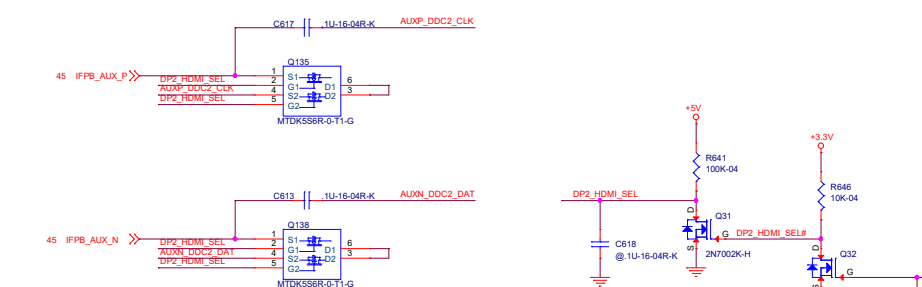 C617 .1U-16-04R-K AUXP_DDC2_CLK
45 IFPB_AUX_P
Q135
DP2_HDMI_SEL 1 S1 6
2 G1 D1
AUXP_DDC2_CLK 4 S2 D2 3
DP2_HDMI_SEL 5 G2
MTDK5S6R-0-T1-G
+5V
+3.3V
R641
100K-04
R646
10K-04
C613 .1U-16-04R-K AUXN_DDC2_DAT
DP2_HDMI_SEL
45 IFPB_AUX_N
Q138
DP2_HDMI_SEL 1 S1 6
2 G1 D1
AUXN_DDC2_DAT 4 S2 D2 3
DP2_HDMI_SEL 5 G2
MTDK5S6R-0-T1-G
D Q31
G DP2_HDMI_SEL#
S 2N7002K-H
C618
@.1U-16-04R-K
D Q32
G
S